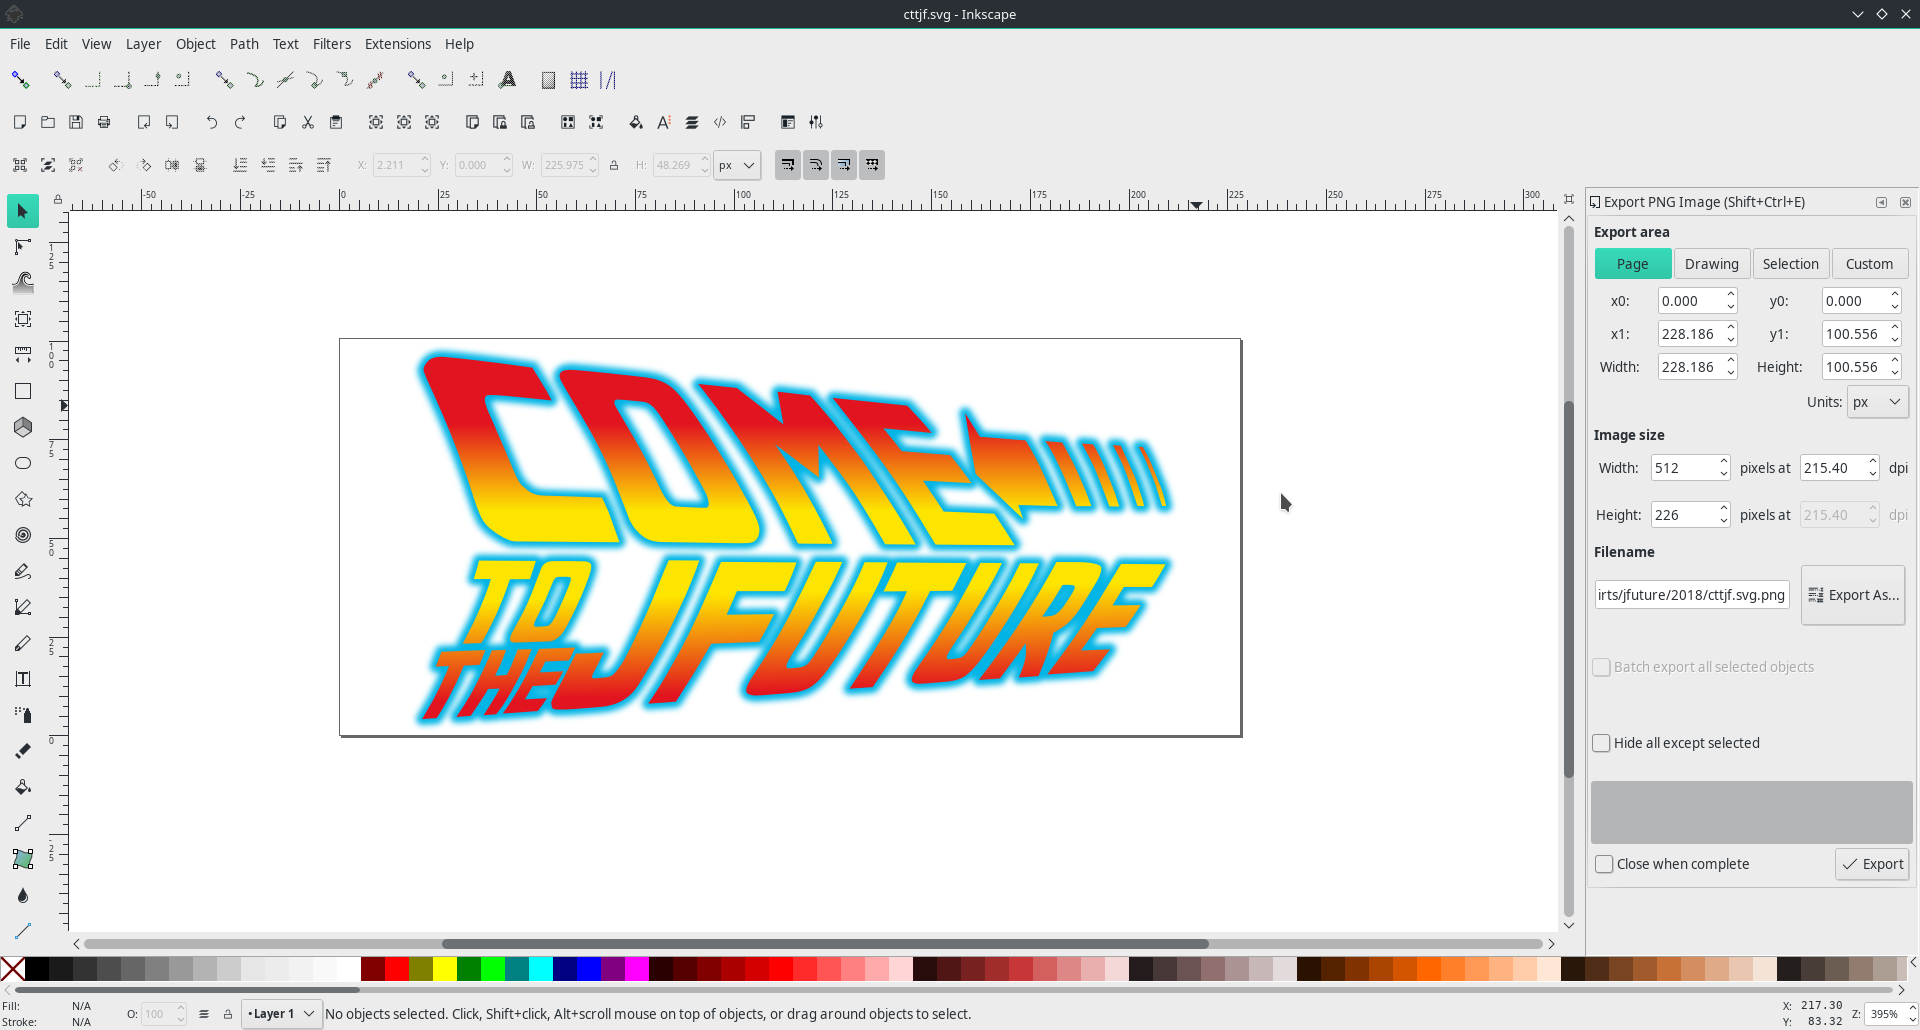 cttjf.svg - Inkscape
File Edit View Layer Object Path Text Filters Extensions Help
X: 2.211 Y: 0.000 W: 225.975 H: 48.269 px
-50 -25 0 25 50 75 100 125 150 175 200 225 250 275 300
125
100
75
50
25
0
-25
COME
TO JFUTURE
THE
Export PNG Image (Shift+Ctrl+E)
Export area
Page Drawing Selection Custom
x0: 0.000 y0: 0.000
x1: 228.186 y1: 100.556
Width: 228.186 Height: 100.556
Units: px
Image size
Width: 512 pixels at 215.40 dpi
Height: 226 pixels at 215.40 dpi
Filename
irts/jfuture/2018/cttjf.svg.png Export As...
Batch export all selected objects
Hide all except selected
Close when complete Export
Fill: N/A
Stroke: N/A
O: 100 •Layer 1 No objects selected. Click, Shift+click, Alt+scroll mouse on top of objects, or drag around objects to select.
X: 217.30
Y: 83.32
Z: 395%